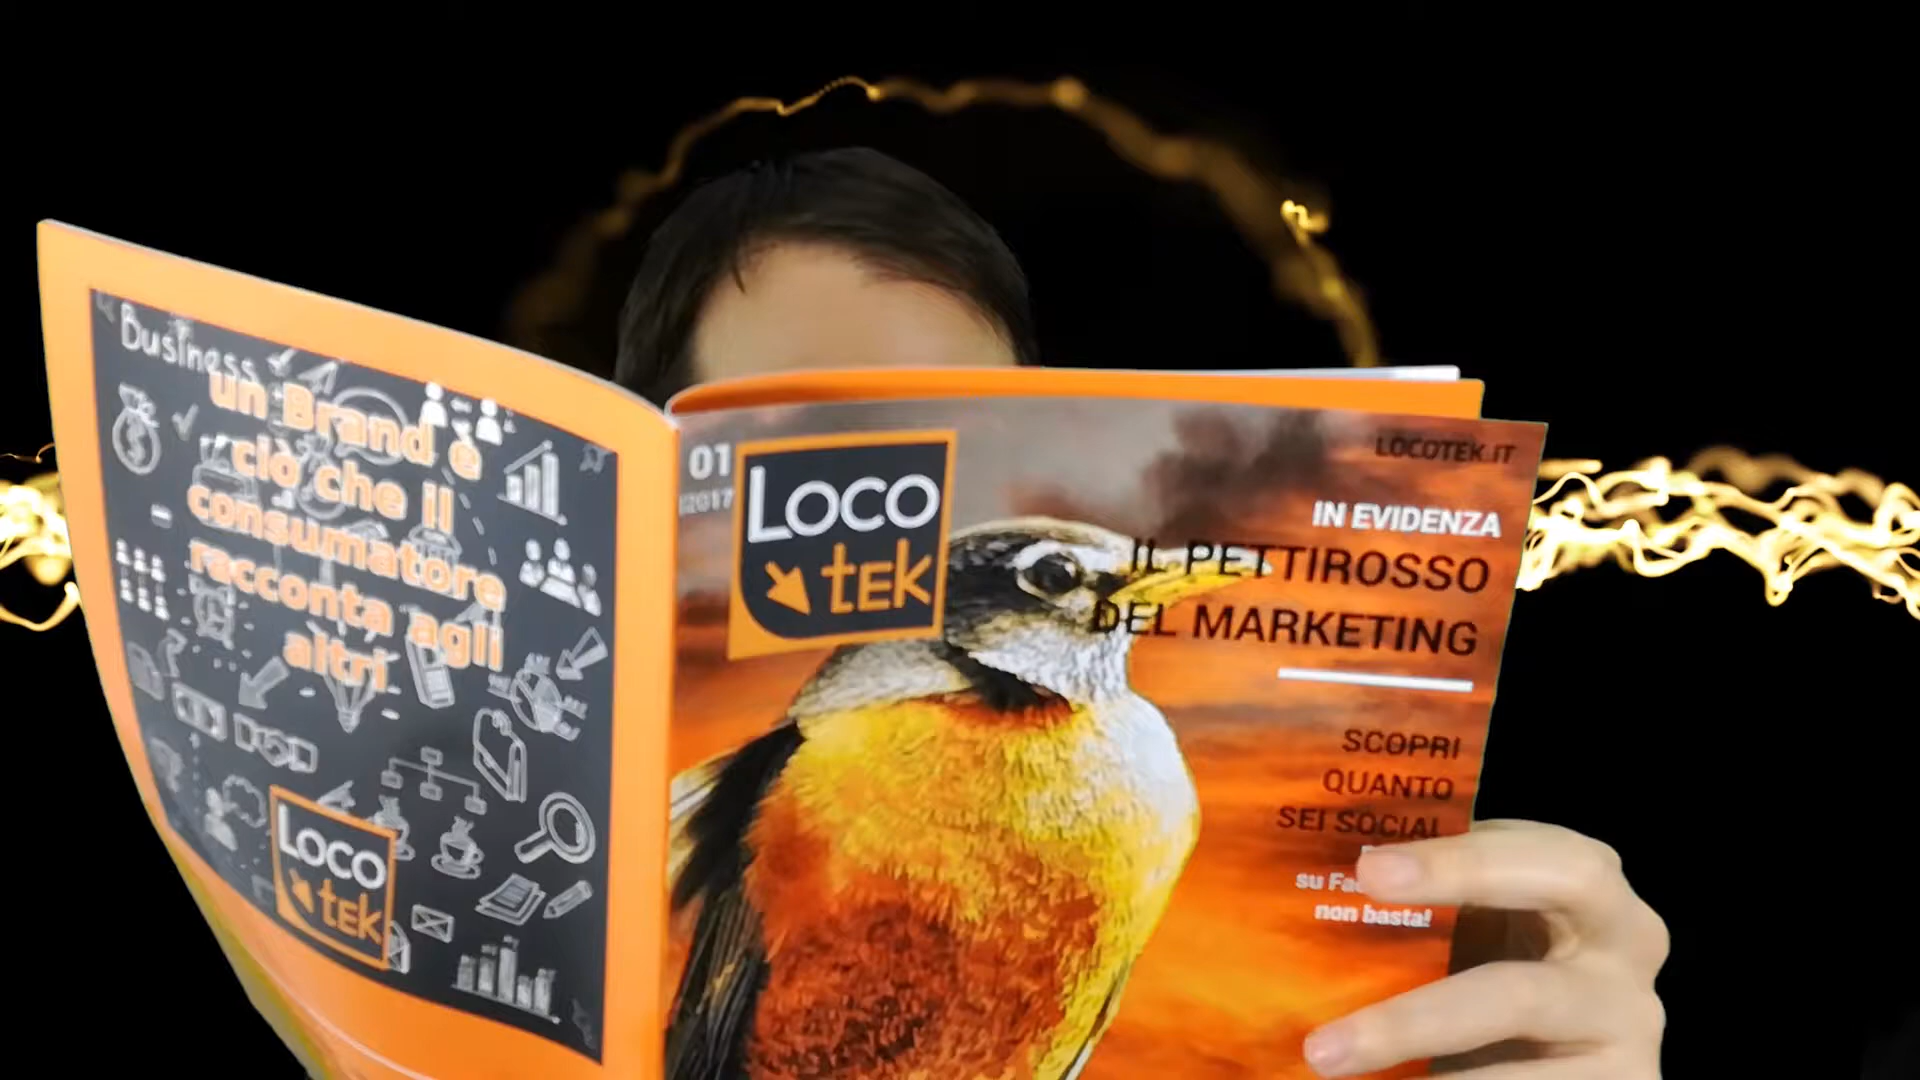 Business
un Brand è
ciò che il
consumatore
racconta agli
altri
Loco
tek
01
2017
Loco
tek
LOCOTEK.IT
IN EVIDENZA
IL PETTIROSSO
DEL MARKETING
SCOPRI
QUANTO
SEI SOCIAL
su
non basta!